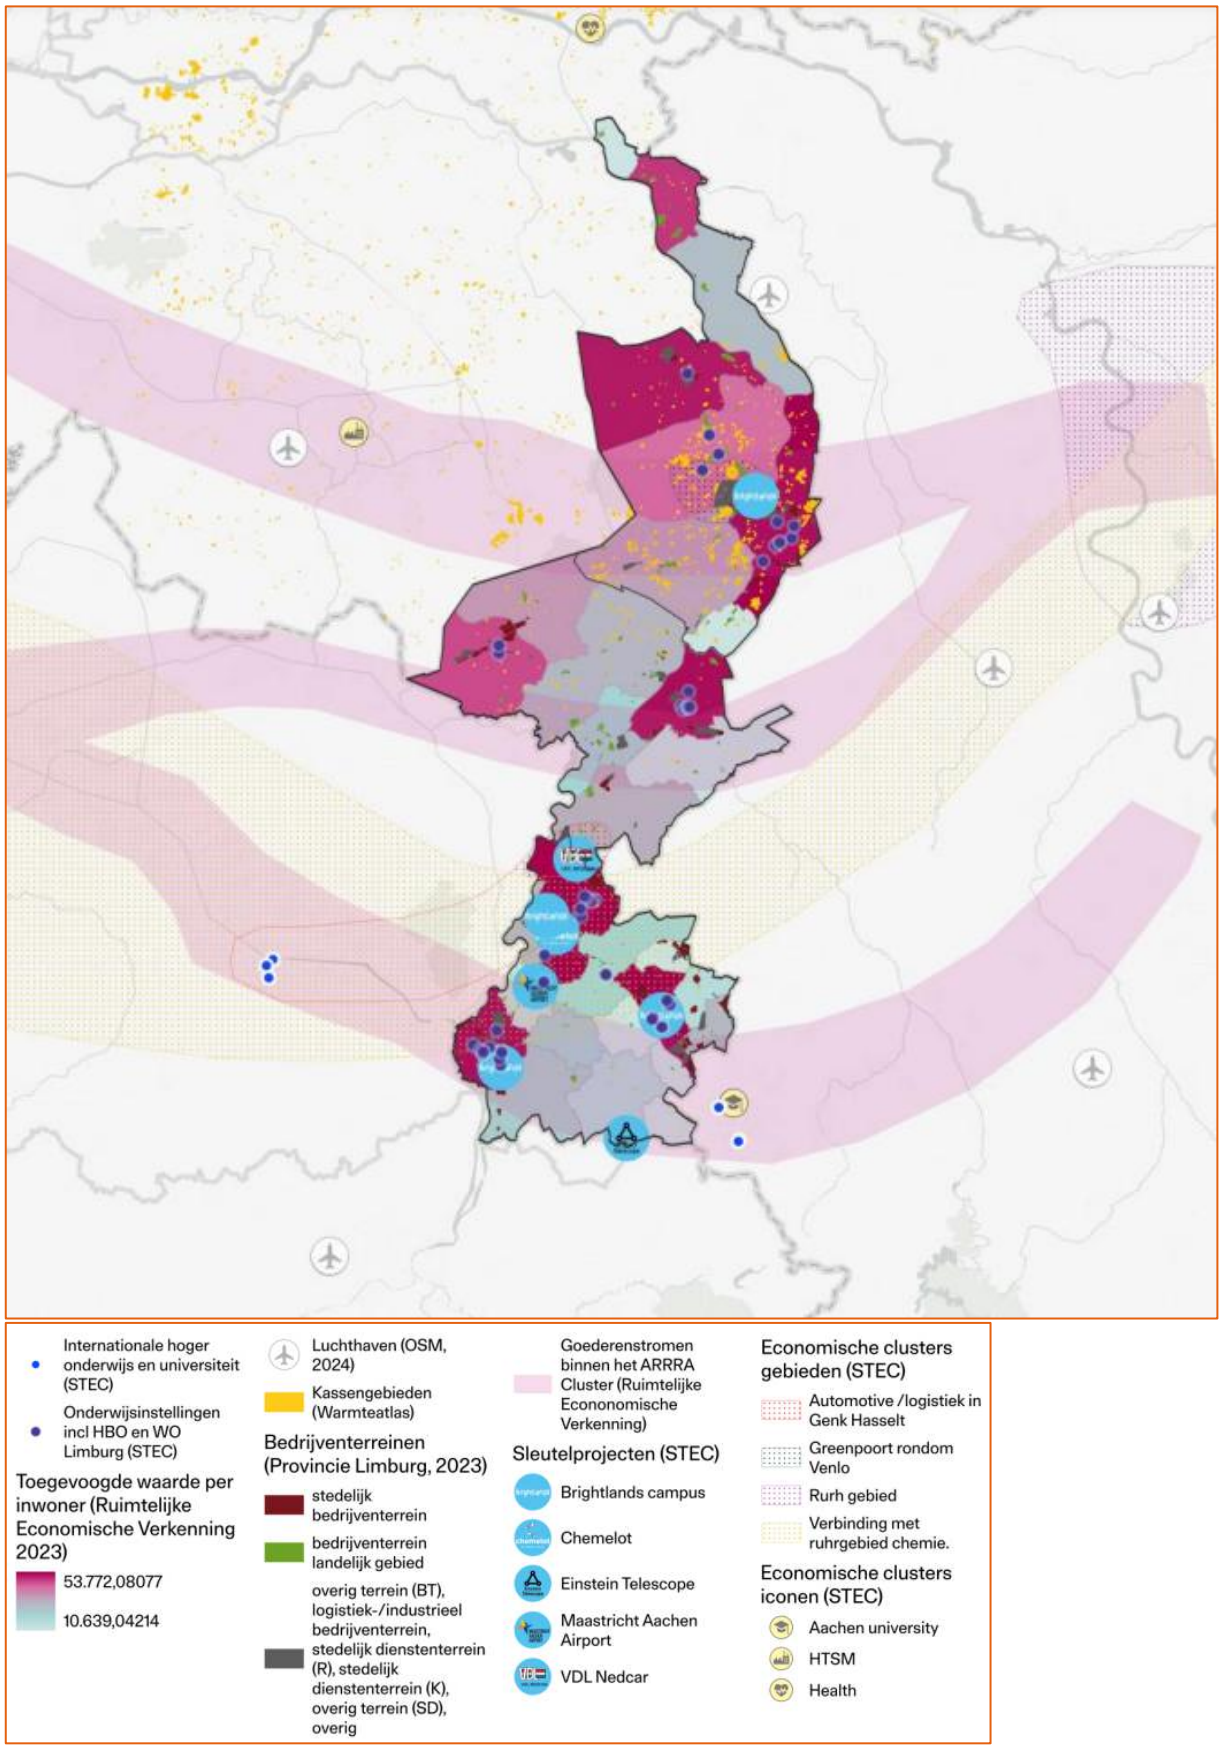 Brightlands
VDL
Brightlands
Brightlands
Internationale hoger
onderwijs en universiteit
(STEC)
Onderwijsinstellingen
incl HBO en WO
Limburg (STEC)
Toegevoogde waarde per
inwoner (Ruimtelijke
Economische Verkenning
2023)
53.772,08077
10.639,04214
Luchthaven (OSM,
2024)
Kassengebieden
(Warmteatlas)
Bedrijventerreinen
(Provincie Limburg, 2023)
stedelijk
bedrijventerrein
bedrijventerrein
landelijk gebied
overig terrein (BT),
logistiek-/industrieel
bedrijventerrein,
stedelijk dienstenterrein
(R), stedelijk
dienstenterrein (K),
overig terrein (SD),
overig
Goederenstromen
binnen het ARRRA
Cluster (Ruimtelijke
Econonomische
Verkenning)
Sleutelprojecten (STEC)
Brightlands campus
Chemelot
Einstein Telescope
Maastricht Aachen
Airport
VDL Nedcar
Economische clusters
gebieden (STEC)
Automotive /logistiek in
Genk Hasselt
Greenpoort rondom
Venlo
Rurh gebied
Verbinding met
ruhrgebied chemie.
Economische clusters
iconen (STEC)
Aachen university
HTSM
Health